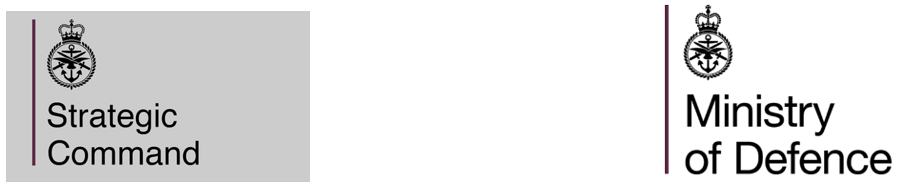 Strategic
Command
Ministry
of Defence